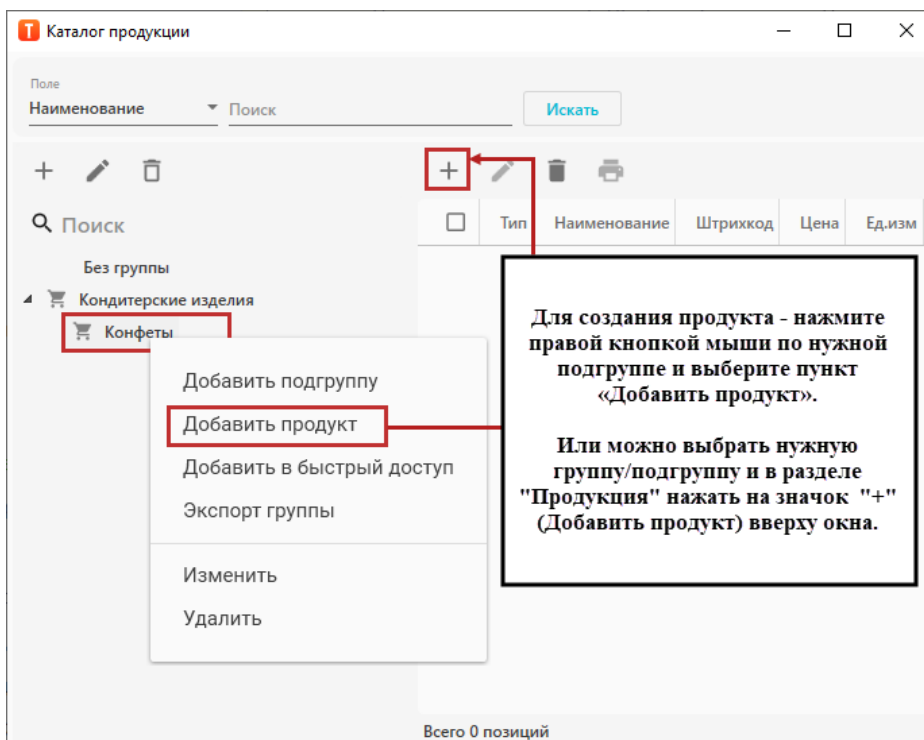 Каталог продукции
Поле
Наименование
Поиск
Искать
Поиск
Без группы
Кондитерские изделия
Конфеты
Добавить подгруппу
Добавить продукт
Добавить в быстрый доступ
Экспорт группы
Изменить
Удалить
Тип Наименование Штрихкод Цена Ед.изм
Для создания продукта - нажмите
правой кнопкой мыши по нужной
подгруппе и выберите пункт
«Добавить продукт».
Или можно выбрать нужную
группу/подгруппу и в разделе
"Продукция" нажать на значок "+"
(Добавить продукт) вверху окна.
Всего 0 позиций